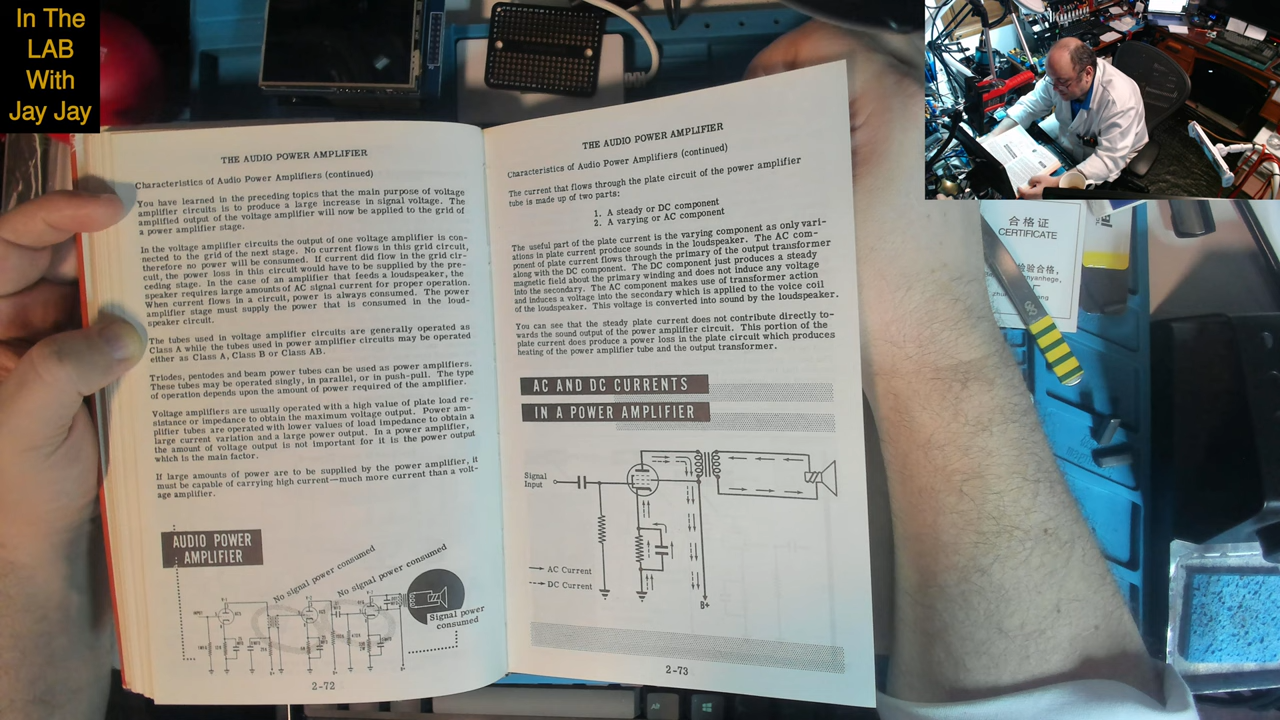 In The
LAB
With
Jay Jay
THE AUDIO POWER AMPLIFIER
Characteristics of Audio Power Amplifiers (continued)
You have learned in the preceding topics that the main purpose of voltage
amplifier circuits is to produce a large increase in signal voltage. The
amplified output of the voltage amplifier will now be applied to the grid of
a power amplifier stage.
In the voltage amplifier circuits the output of one voltage amplifier is con-
nected to the grid of the next stage. No current flows in this grid circuit,
therefore no power will be consumed. If current did flow in the grid cir-
cuit, the power loss in this circuit would have to be supplied by the pre-
ceding stage. In the case of an amplifier that feeds a loudspeaker, the
speaker requires large amounts of AC signal current for proper operation.
When current flows in a circuit, power is always consumed. The power
amplifier stage must supply the power that is consumed in the loud-
speaker circuit.
The tubes used in voltage amplifier circuits are generally operated as
Class A while the tubes used in power amplifier circuits may be operated
either as Class A, Class B or Class AB.
Triodes, pentodes and beam power tubes can be used as power amplifiers.
These tubes may be operated singly, in parallel, or in push-pull. The type
of operation depends upon the amount of power required of the amplifier.
Voltage amplifiers are usually operated with a high value of plate load re-
sistance or impedance to obtain the maximum voltage output. Power am-
plifier tubes are operated with lower values of load impedance to obtain a
large current variation and a large power output. In a power amplifier,
the amount of voltage output is not important for it is the power output
which is the main factor.
If large amounts of power are to be supplied by the power amplifier, it
must be capable of carrying high current—much more current than a volt-
age amplifier.
AUDIO POWER
AMPLIFIER
No signal power consumed
No signal power consumed
Signal power
consumed
INPUT
2-72
THE AUDIO POWER AMPLIFIER
Characteristics of Audio Power Amplifiers (continued)
The current that flows through the plate circuit of the power amplifier
tube is made up of two parts:
1. A steady or DC component
2. A varying or AC component
The useful part of the plate current is the varying component as only vari-
ations in plate current produce sounds in the loudspeaker. The AC com-
ponent of plate current flows through the primary of the output transformer
along with the DC component. The DC component just produces a steady
magnetic field about the primary winding and does not induce any voltage
into the secondary. The AC component makes use of transformer action
and induces a voltage into the secondary which is applied to the voice coil
of the loudspeaker. This voltage is converted into sound by the loudspeaker.
You can see that the steady plate current does not contribute directly to-
wards the sound output of the power amplifier circuit. This portion of the
plate current does produce a power loss in the plate circuit which produces
heating of the power amplifier tube and the output transformer.
AC AND DC CURRENTS
IN A POWER AMPLIFIER
Signal
Input
AC Current
DC Current
B+
2-73
合格证
CERTIFICATE